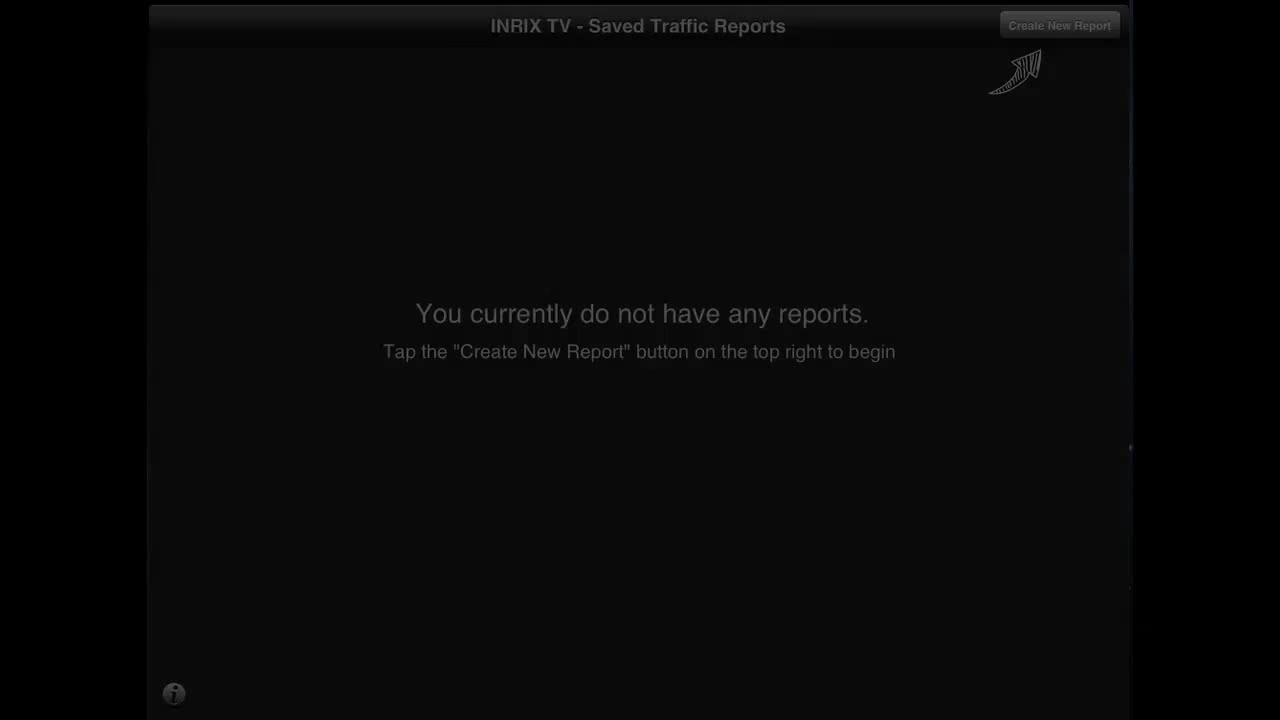 INRIX TV - Saved Traffic Reports
Create New Report
You currently do not have any reports.
Tap the "Create New Report" button on the top right to begin
i